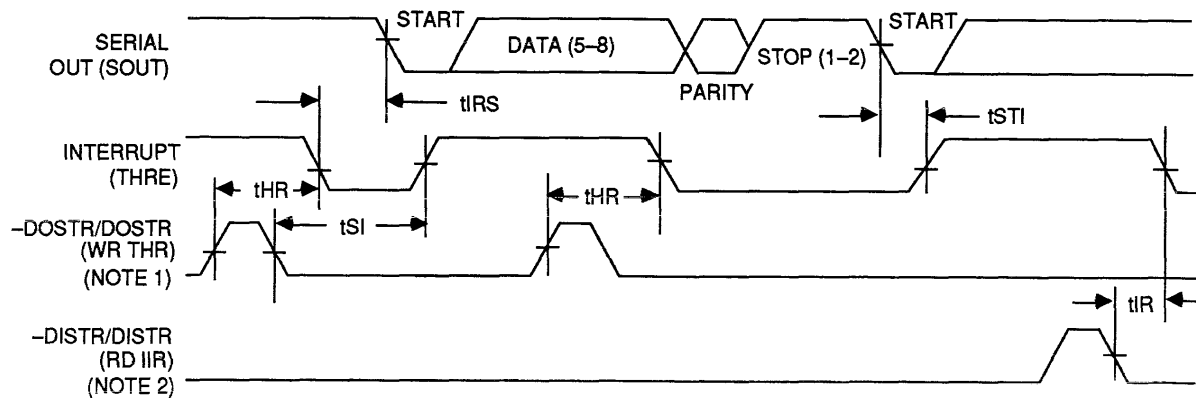 START
START
SERIAL
OUT (SOUT)
DATA (5–8)
STOP (1–2)
PARITY
tIRS
tSTI
INTERRUPT
(THRE)
tHR
tHR
–DOSTR/DOSTR
(WR THR)
(NOTE 1)
tSI
tIR
–DISTR/DISTR
(RD IIR)
(NOTE 2)